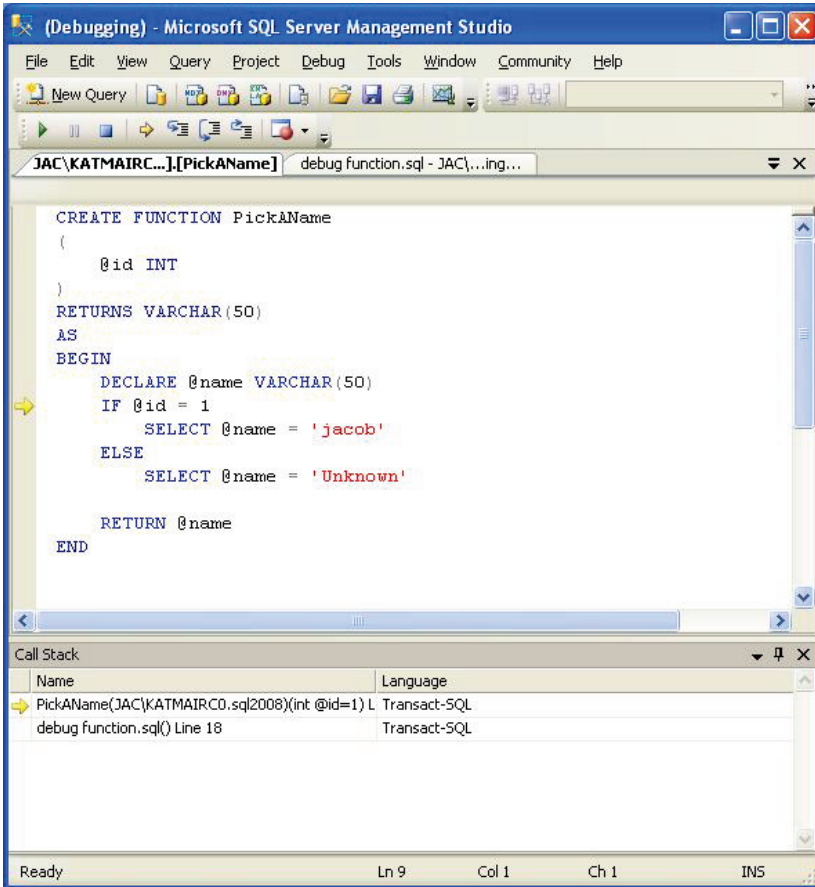 (Debugging) - Microsoft SQL Server Management Studio
File Edit View Query Project Debug Tools Window Community Help
New Query
JAC\KATMAIRC...].[PickAName] debug function.sql - JAC\...ing...
CREATE FUNCTION PickAName
(
@id INT
)
RETURNS VARCHAR(50)
AS
BEGIN
DECLARE @name VARCHAR(50)
IF @id = 1
SELECT @name = 'jacob'
ELSE
SELECT @name = 'Unknown'
RETURN @name
END
Call Stack
Name Language
PickAName(JAC\KATMAIRC0.sql2008)(int @id=1) L Transact-SQL
debug function.sql() Line 18 Transact-SQL
Ready Ln 9 Col 1 Ch 1 INS